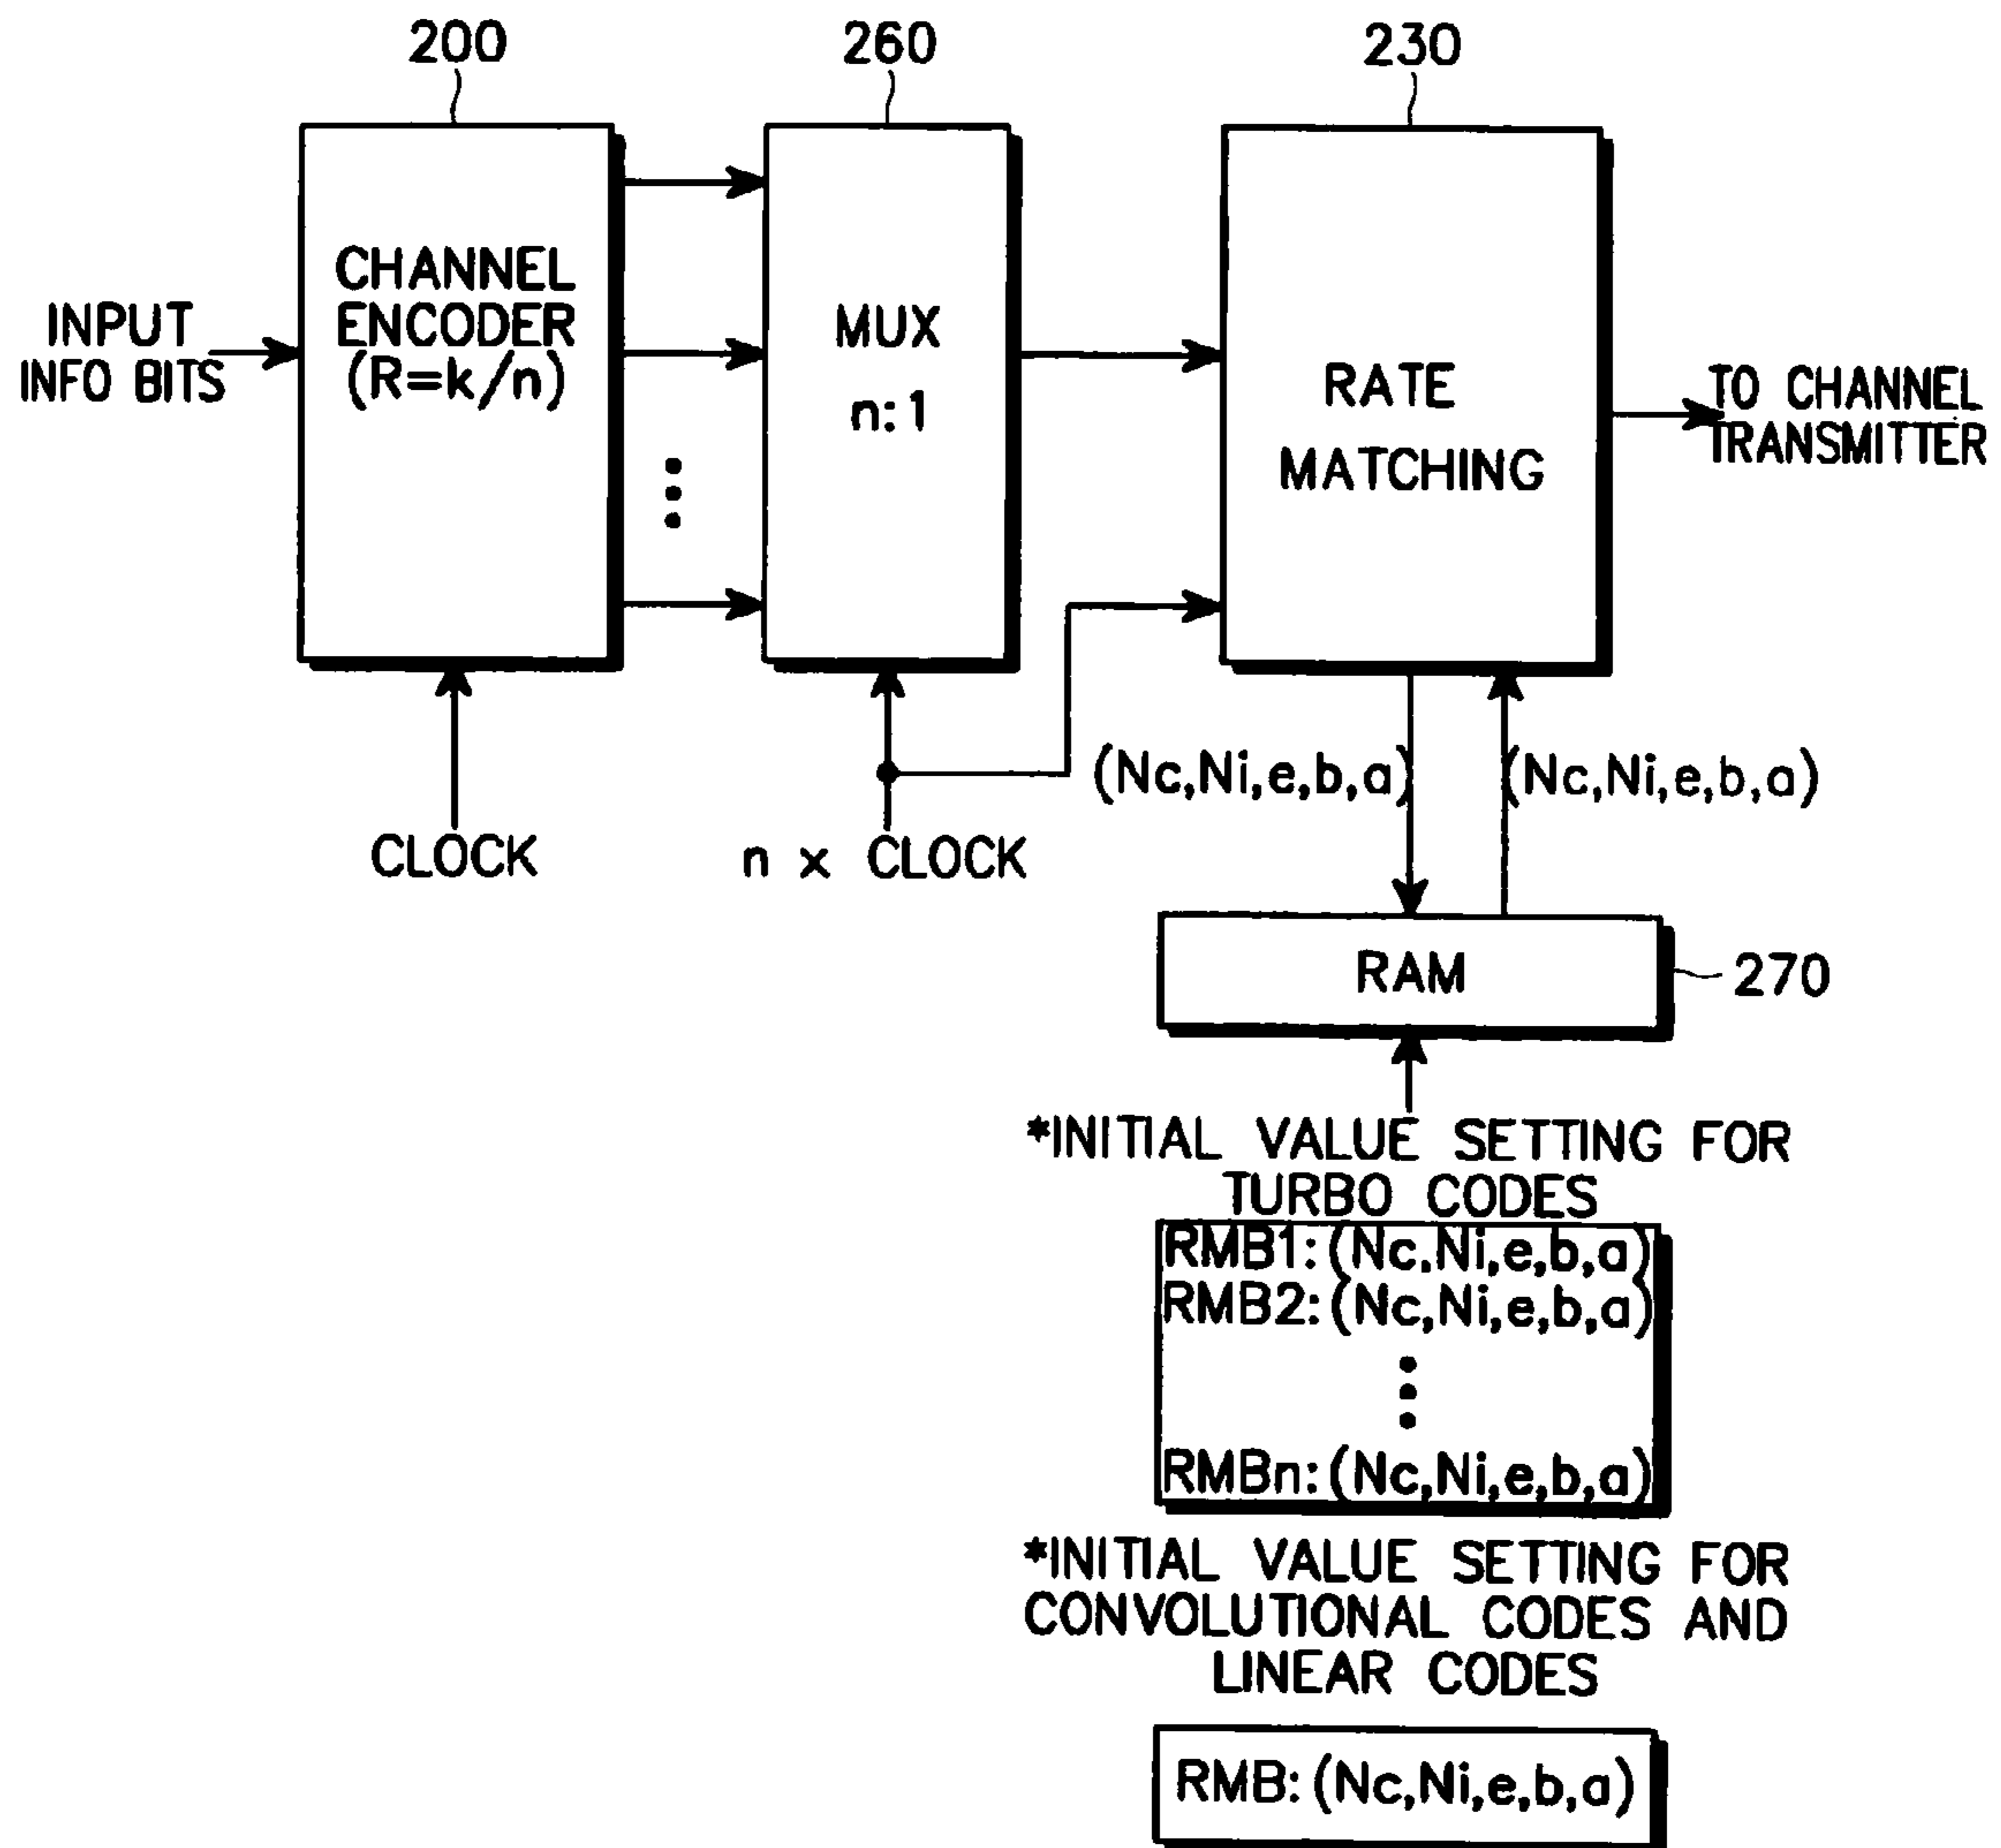 200
260
230
INPUT
INFO BITS
CHANNEL
ENCODER
(R=k/n)
MUX
n:1
RATE
MATCHING
TO CHANNEL
TRANSMITTER
CLOCK
n x CLOCK
(Nc,Ni,e,b,a)
(Nc,Ni,e,b,a)
RAM
270
*INITIAL VALUE SETTING FOR
TURBO CODES
RMB1:(Nc,Ni,e,b,a)
RMB2:(Nc,Ni,e,b,a)
RMBn:(Nc,Ni,e,b,a)
*INITIAL VALUE SETTING FOR
CONVOLUTIONAL CODES AND
LINEAR CODES
RMB:(Nc,Ni,e,b,a)